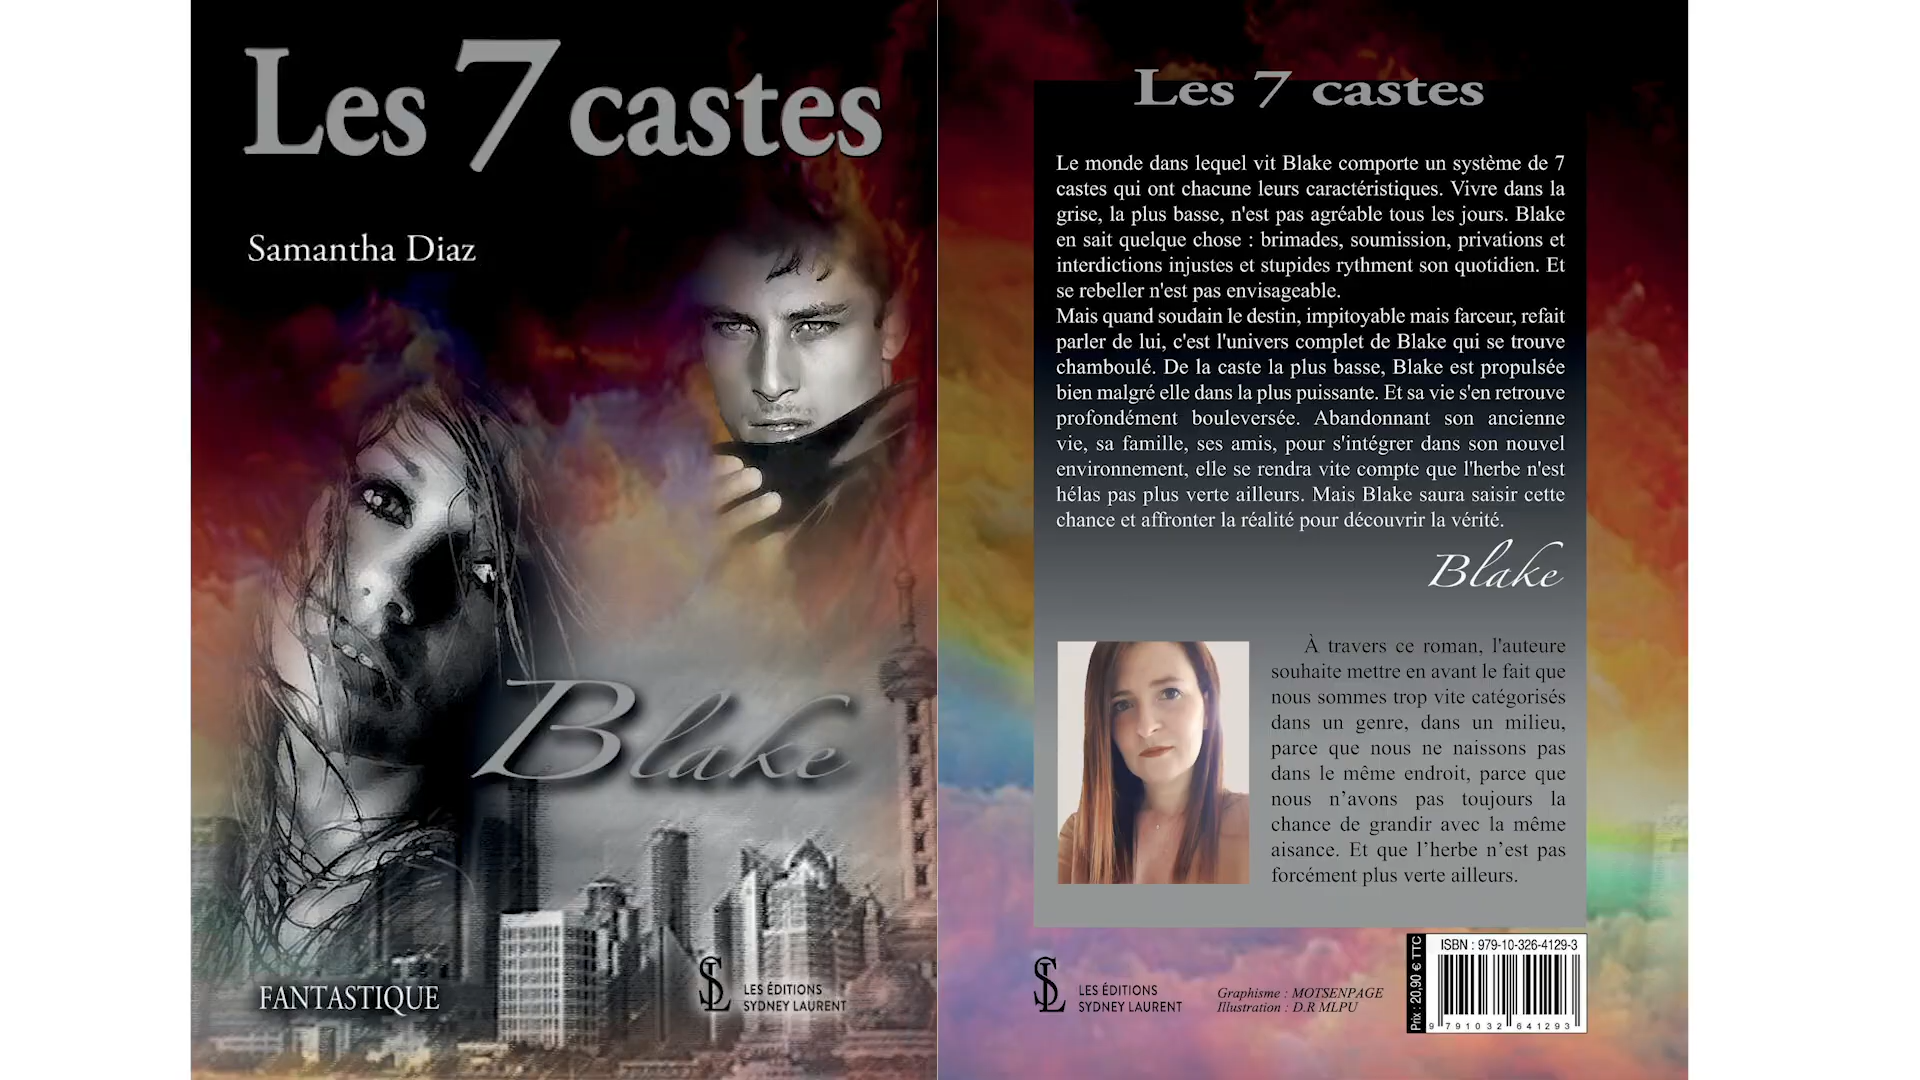 Les 7 castes
Samantha Diaz
Blake
FANTASTIQUE
LES ÉDITIONS
SYDNEY LAURENT
Les 7 castes
Le monde dans lequel vit Blake comporte un système de 7
castes qui ont chacune leurs caractéristiques. Vivre dans la
grise, la plus basse, n'est pas agréable tous les jours. Blake
en sait quelque chose : brimades, soumission, privations et
interdictions injustes et stupides rythment son quotidien. Et
se rebeller n'est pas envisageable.
Mais quand soudain le destin, impitoyable mais farceur, refait
parler de lui, c'est l'univers complet de Blake qui se trouve
chamboulé. De la caste la plus basse, Blake est propulsée
bien malgré elle dans la plus puissante. Et sa vie s'en retrouve
profondément bouleversée. Abandonnant son ancienne
vie, sa famille, ses amis, pour s'intégrer dans son nouvel
environnement, elle se rendra vite compte que l'herbe n'est
hélas pas plus verte ailleurs. Mais Blake saura saisir cette
chance et affronter la réalité pour découvrir la vérité.
Blake
À travers ce roman, l'auteure
souhaite mettre en avant le fait que
nous sommes trop vite catégorisés
dans un genre, dans un milieu,
parce que nous ne naissons pas
dans le même endroit, parce que
nous n’avons pas toujours la
chance de grandir avec la même
aisance. Et que l’herbe n’est pas
forcément plus verte ailleurs.
SL
LES ÉDITIONS
SYDNEY LAURENT
Graphisme : MOTSENPAGE
Illustration : D.R MLPU
Prix : 20,90 € TTC
ISBN : 979-10-326-4129-3
9 791032 641293